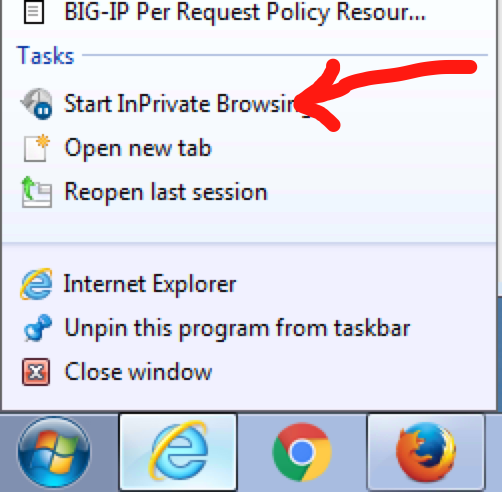 BIG-IP Per Request Policy Resour...
Tasks
Start InPrivate Browsing
Open new tab
Reopen last session
Internet Explorer
Unpin this program from taskbar
Close window